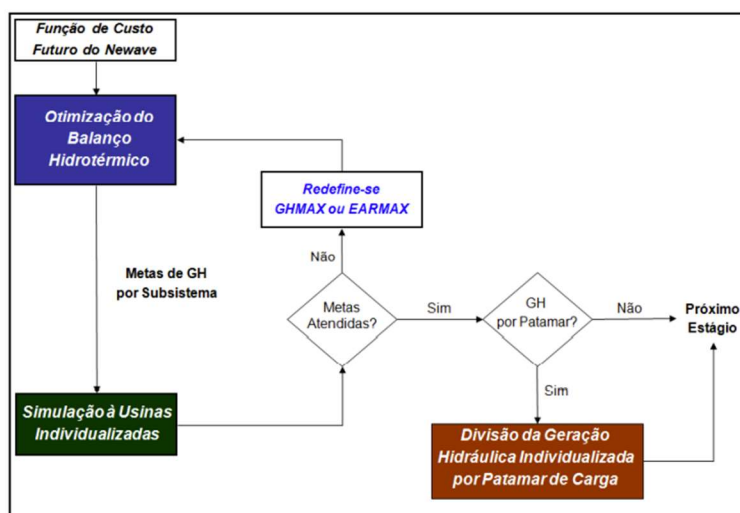 Função de Custo
Futuro do Newave
Otimização do
Balanço
Hidrotérmico
Redefine-se
GHMAX ou EARMAX
Não
Metas de GH
por Subsistema
Metas
Atendidas?
Sim
GH
por Patamar?
Não
Próximo
Estágio
Sim
Simulação à Usinas
Individualizadas
Divisão da Geração
Hidráulica Individualizada
por Patamar de Carga